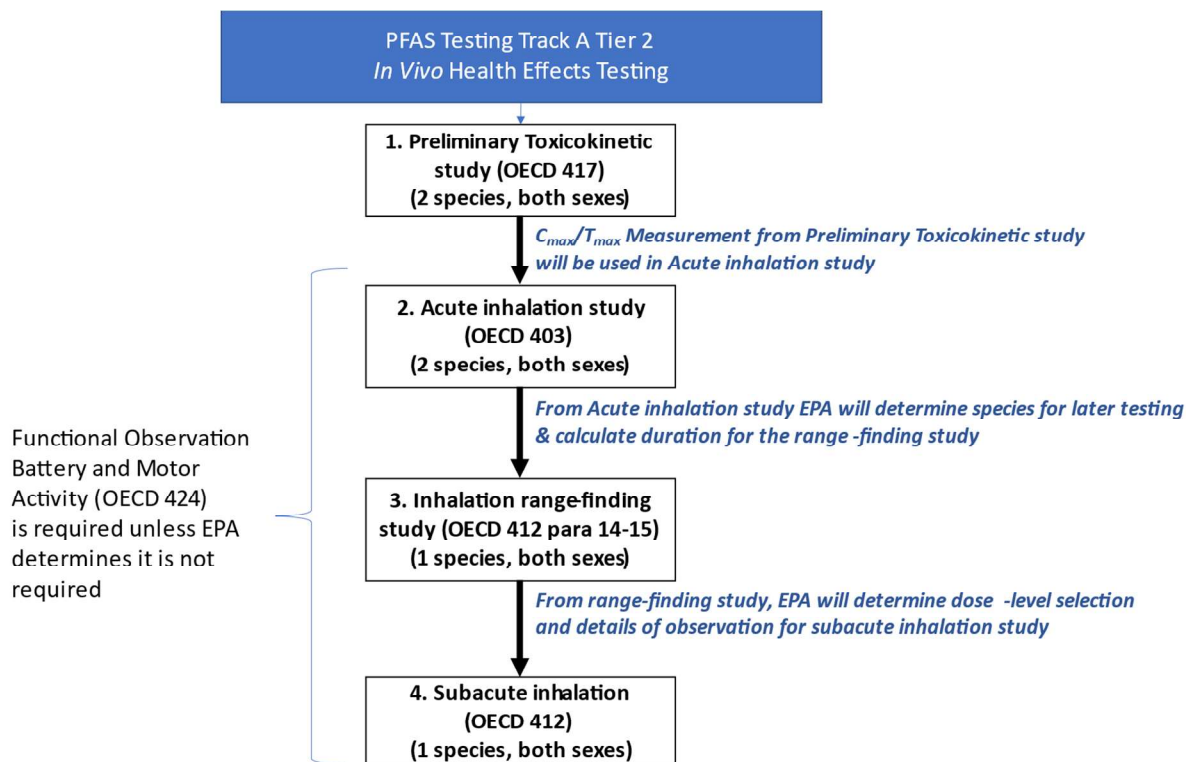 PFAS Testing Track A Tier 2
In Vivo Health Effects Testing
1. Preliminary Toxicokinetic
study (OECD 417)
(2 species, both sexes)
Cmax/Tmax Measurement from Preliminary Toxicokinetic study
will be used in Acute inhalation study
2. Acute inhalation study
(OECD 403)
(2 species, both sexes)
From Acute inhalation study EPA will determine species for later testing
& calculate duration for the range -finding study
Functional Observation
Battery and Motor
Activity (OECD 424)
is required unless EPA
determines it is not
required
3. Inhalation range-finding
study (OECD 412 para 14-15)
(1 species, both sexes)
From range-finding study, EPA will determine dose -level selection
and details of observation for subacute inhalation study
4. Subacute inhalation
(OECD 412)
(1 species, both sexes)